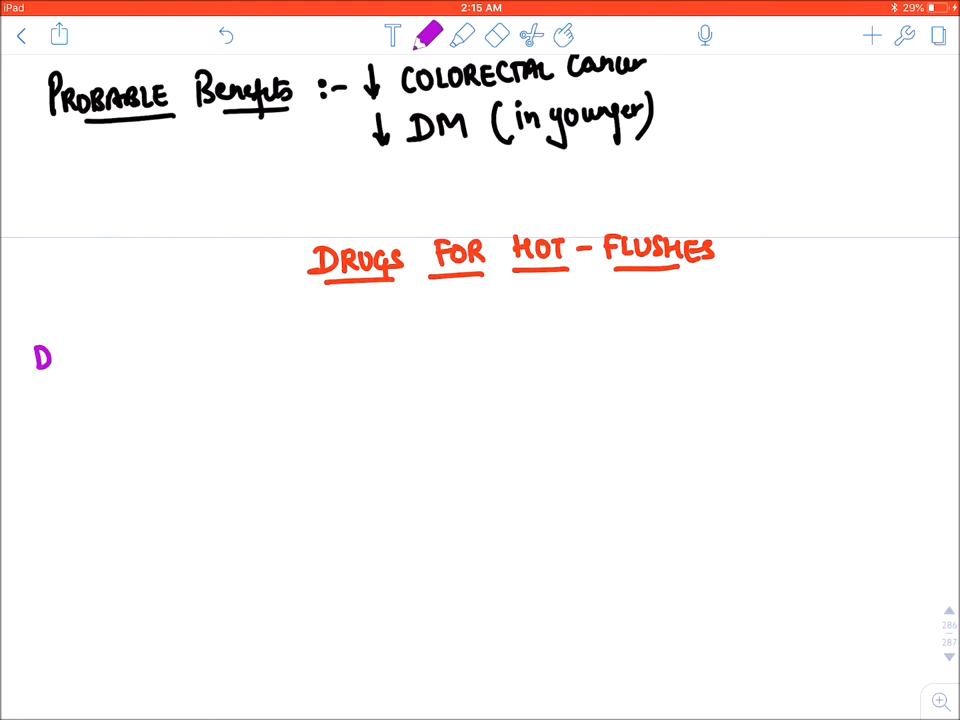 iPad 2:15 AM 29%
T
PROBABLE Benefits :- ↓ COLORECTAL Cancer
↓ DM (in younger)
DRUGS FOR HOT - FLUSHES
D
286
287